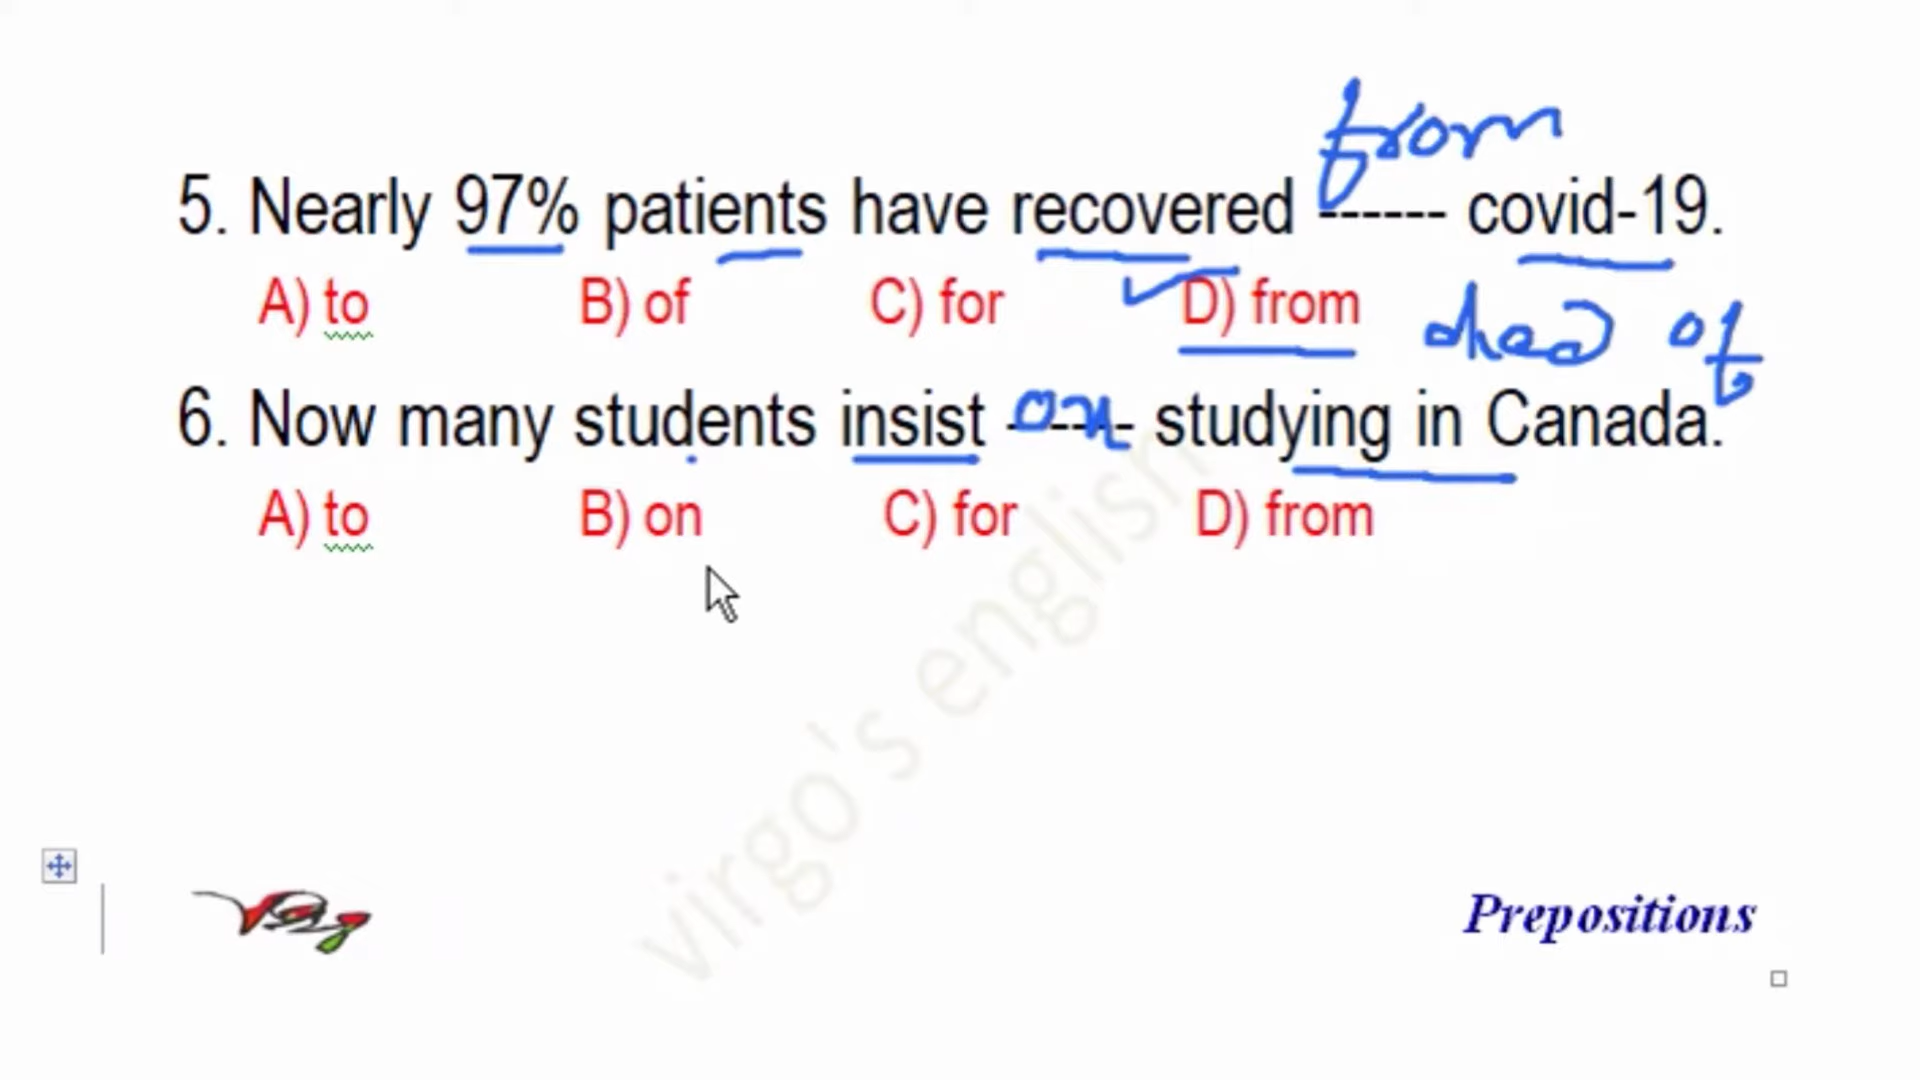 from
5. Nearly 97% patients have recovered ------ covid-19.
A) to B) of C) for D) from
of
6. Now many students insist ------ studying in Canada.
on
A) to B) on C) for D) from
virgo's english
Prepositions